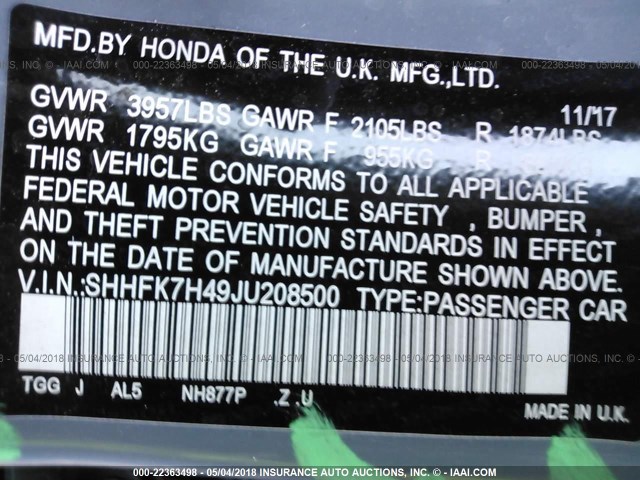 MFD.BY HONDA OF THE U.K. MFG.,LTD.
11/17
GVWR 3957LBS GAWR F 2105LBS R 1874LBS
GVWR 1795KG GAWR F 955KG R
THIS VEHICLE CONFORMS TO ALL APPLICABLE
FEDERAL MOTOR VEHICLE SAFETY , BUMPER ,
AND THEFT PREVENTION STANDARDS IN EFFECT
ON THE DATE OF MANUFACTURE SHOWN ABOVE.
V.I.N.:SHHFK7H49JU208500 TYPE:PASSENGER CAR
TGG J AL5 NH877P .Z .U
MADE IN U.K.
000-22363498 - 05/04/2018 INSURANCE AUTO AUCTIONS, INC. - © - IAAI.com